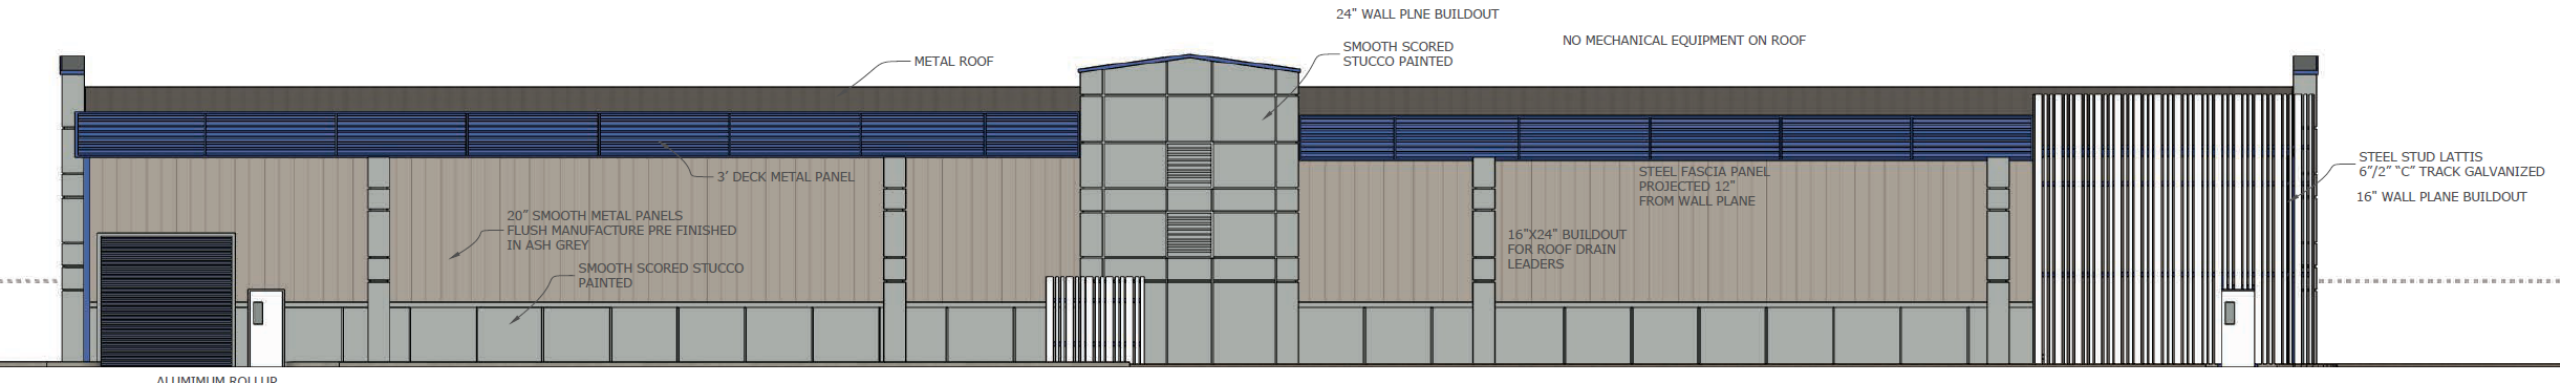 24" WALL PLNE BUILDOUT
SMOOTH SCORED
STUCCO PAINTED
NO MECHANICAL EQUIPMENT ON ROOF
METAL ROOF
3' DECK METAL PANEL
20" SMOOTH METAL PANELS
FLUSH MANUFACTURE PRE FINISHED
IN ASH GREY
SMOOTH SCORED STUCCO
PAINTED
STEEL FASCIA PANEL
PROJECTED 12"
FROM WALL PLANE
16"X24" BUILDOUT
FOR ROOF DRAIN
LEADERS
STEEL STUD LATTIS
6"/2" "C" TRACK GALVANIZED
16" WALL PLANE BUILDOUT
ALUMIMUM ROLLUP